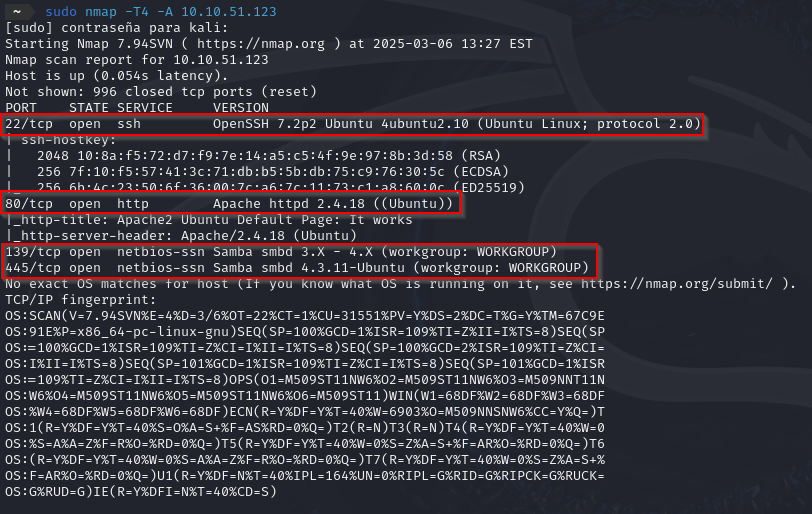 ~ sudo nmap -T4 -A 10.10.51.123
[sudo] contraseña para kali:
Starting Nmap 7.94SVN ( https://nmap.org ) at 2025-03-06 13:27 EST
Nmap scan report for 10.10.51.123
Host is up (0.054s latency).
Not shown: 996 closed tcp ports (reset)
PORT    STATE SERVICE     VERSION
22/tcp  open  ssh         OpenSSH 7.2p2 Ubuntu 4ubuntu2.10 (Ubuntu Linux; protocol 2.0)
| ssh-hostkey:
|   2048 10:8a:f5:72:d7:f9:7e:14:a5:c5:4f:9e:97:8b:3d:58 (RSA)
|   256 7f:10:f5:57:41:3c:71:db:b5:5b:db:75:c9:76:30:5c (ECDSA)
|_  256 6b:4c:23:50:6f:36:00:7c:a6:7c:11:73:c1:a8:60:0c (ED25519)
80/tcp  open  http        Apache httpd 2.4.18 ((Ubuntu))
|_http-title: Apache2 Ubuntu Default Page: It works
|_http-server-header: Apache/2.4.18 (Ubuntu)
139/tcp open  netbios-ssn Samba smbd 3.X - 4.X (workgroup: WORKGROUP)
445/tcp open  netbios-ssn Samba smbd 4.3.11-Ubuntu (workgroup: WORKGROUP)
No exact OS matches for host (If you know what OS is running on it, see https://nmap.org/submit/ ).
TCP/IP fingerprint:
OS:SCAN(V=7.94SVN%E=4%D=3/6%OT=22%CT=1%CU=31551%PV=Y%DS=2%DC=T%G=Y%TM=67C9E
OS:91E%P=x86_64-pc-linux-gnu)SEQ(SP=100%GCD=1%ISR=109%TI=Z%II=I%TS=8)SEQ(SP
OS:=100%GCD=1%ISR=109%TI=Z%CI=I%II=I%TS=8)SEQ(SP=100%GCD=2%ISR=109%TI=Z%CI=
OS:I%II=I%TS=8)SEQ(SP=101%GCD=1%ISR=109%TI=Z%CI=I%TS=8)SEQ(SP=101%GCD=1%ISR
OS:=109%TI=Z%CI=I%II=I%TS=8)OPS(O1=M509ST11NW6%O2=M509ST11NW6%O3=M509NNT11N
OS:W6%O4=M509ST11NW6%O5=M509ST11NW6%O6=M509ST11)WIN(W1=68DF%W2=68DF%W3=68DF
OS:%W4=68DF%W5=68DF%W6=68DF)ECN(R=Y%DF=Y%T=40%W=6903%O=M509NNSNW6%CC=Y%Q=)T
OS:1(R=Y%DF=Y%T=40%S=O%A=S+%F=AS%RD=0%Q=)T2(R=N)T3(R=N)T4(R=Y%DF=Y%T=40%W=0
OS:%S=A%A=Z%F=R%O=%RD=0%Q=)T5(R=Y%DF=Y%T=40%W=0%S=Z%A=S+%F=AR%O=%RD=0%Q=)T6
OS:(R=Y%DF=Y%T=40%W=0%S=A%A=Z%F=R%O=%RD=0%Q=)T7(R=Y%DF=Y%T=40%W=0%S=Z%A=S+%
OS:F=AR%O=%RD=0%Q=)U1(R=Y%DF=N%T=40%IPL=164%UN=0%RIPL=G%RID=G%RIPCK=G%RUCK=
OS:G%RUD=G)IE(R=Y%DFI=N%T=40%CD=S)